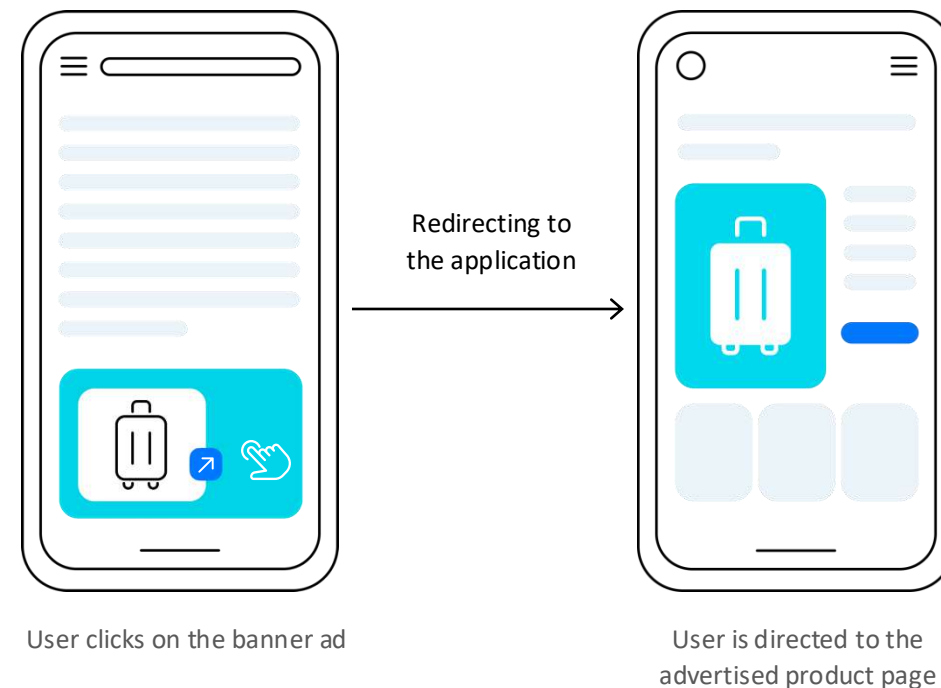 Redirecting to
the application
User clicks on the banner ad
User is directed to the
advertised product page